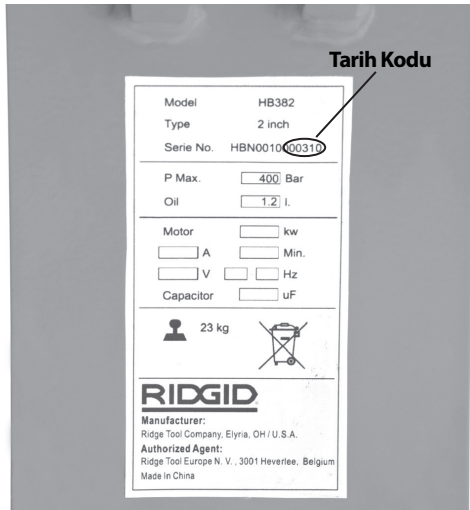 Tarih Kodu
Model HB382
Type 2 inch
Serie No. HBN0010000310
P Max. 400 Bar
Oil 1.2 l.
Motor kw
A Min.
V Hz
Capacitor uF
23 kg
RIDGID
Manufacturer:
Ridge Tool Company, Elyria, OH / U.S.A.
Authorized Agent:
Ridge Tool Europe N. V., 3001 Heverlee, Belgium
Made In China